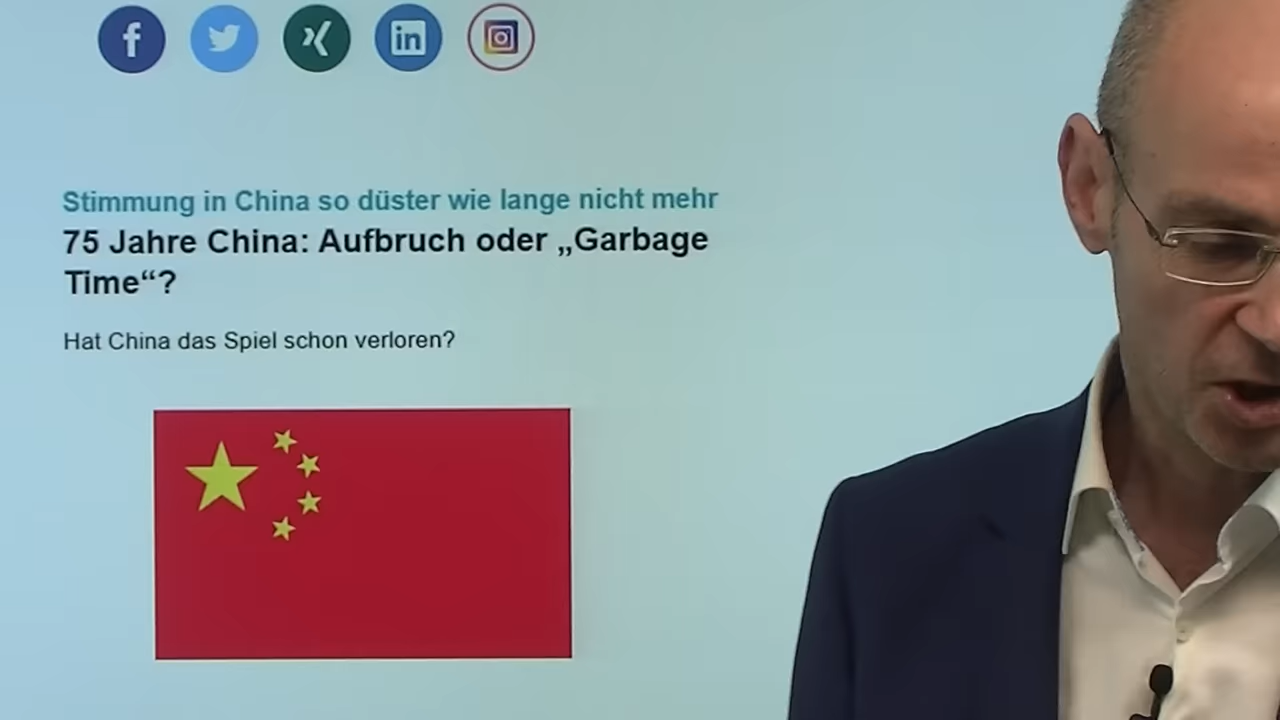 Stimmung in China so düster wie lange nicht mehr
75 Jahre China: Aufbruch oder „Garbage
Time“?
Hat China das Spiel schon verloren?